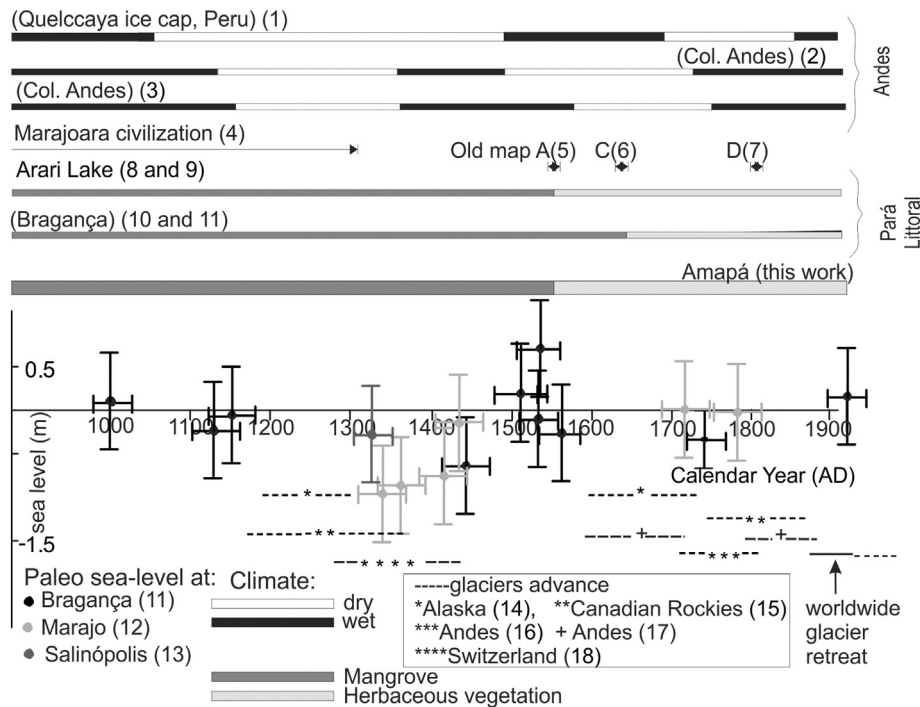 (Quelccaya ice cap, Peru) (1)
(Col. Andes) (2)
(Col. Andes) (3)
Andes
Marajoara civilization (4)
Old map A(5) C(6) D(7)
Arari Lake (8 and 9)
(Bragança) (10 and 11)
Pará
Littoral
Amapá (this work)
sea level (m)
0.5
-1.5
1000 1100 1200 1300 1400 1500 1600 1700 1800 1900
Calendar Year (AD)
*
*
**
**
+
+
****
***
Paleo sea-level at:
Bragança (11)
Marajo (12)
Salinópolis (13)
Climate:
dry
wet
Mangrove
Herbaceous vegetation
-----glaciers advance
*Alaska (14), **Canadian Rockies (15)
***Andes (16) + Andes (17)
****Switzerland (18)
worldwide
glacier
retreat